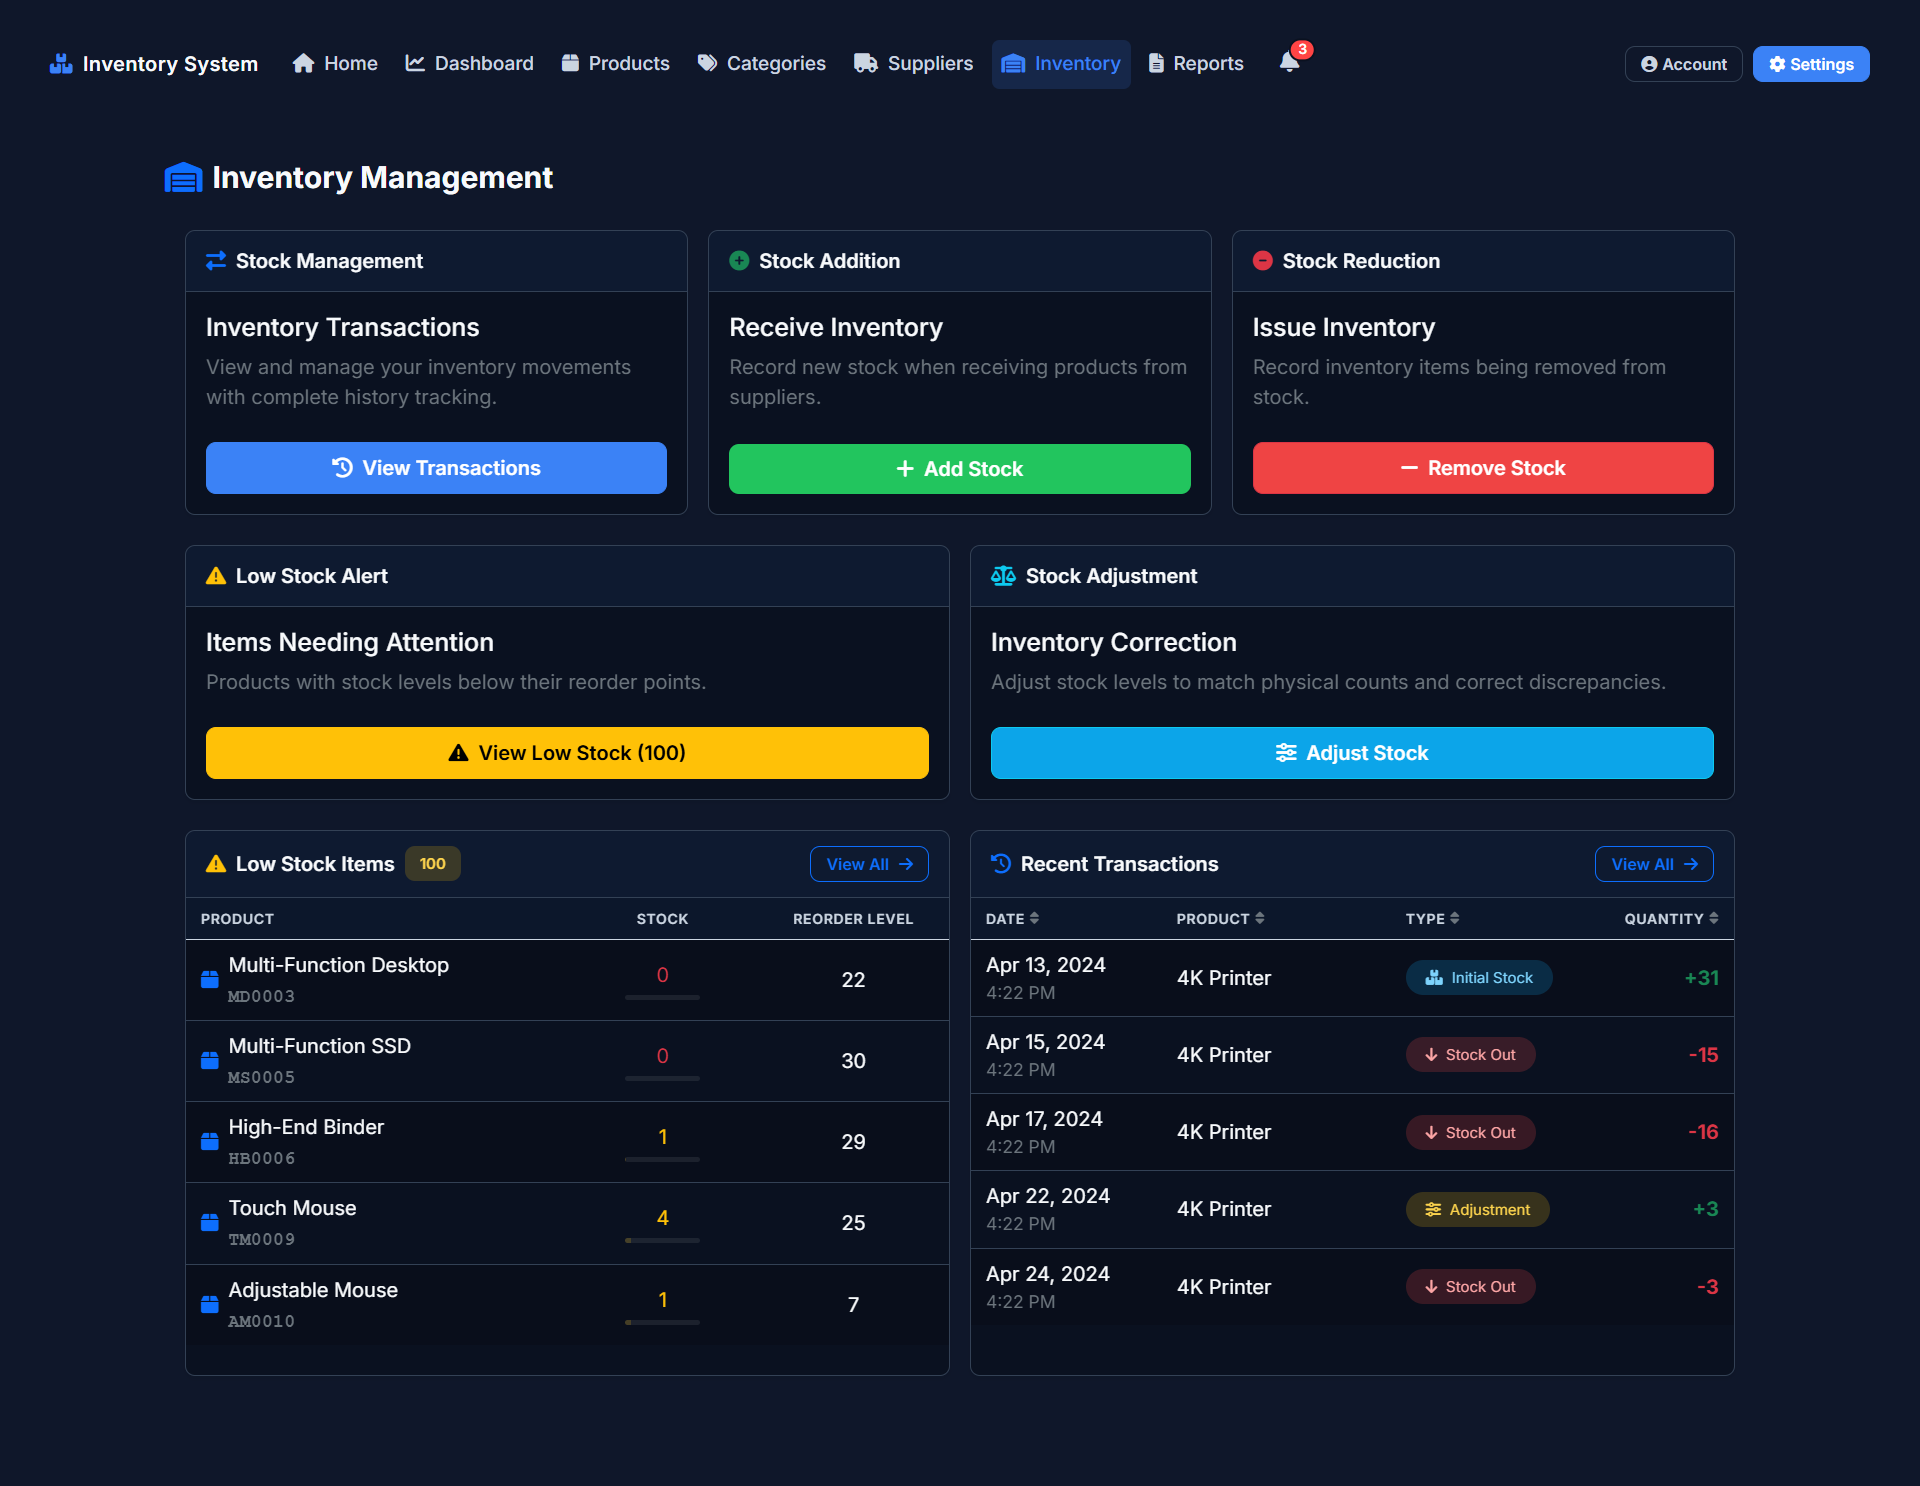 Inventory System Home Dashboard Products Categories Suppliers Inventory Reports 3 Account Settings
Inventory Management
Stock Management
Inventory Transactions
View and manage your inventory movements
with complete history tracking.
View Transactions
Stock Addition
Receive Inventory
Record new stock when receiving products from
suppliers.
Add Stock
Stock Reduction
Issue Inventory
Record inventory items being removed from
stock.
Remove Stock
Low Stock Alert
Items Needing Attention
Products with stock levels below their reorder points.
View Low Stock (100)
Stock Adjustment
Inventory Correction
Adjust stock levels to match physical counts and correct discrepancies.
Adjust Stock
Low Stock Items 100 View All
PRODUCT STOCK REORDER LEVEL
Multi-Function Desktop 0 22
MD0003
Multi-Function SSD 0 30
MS0005
High-End Binder 1 29
HB0006
Touch Mouse 4 25
TM0009
Adjustable Mouse 1 7
AM0010
Recent Transactions View All
DATE PRODUCT TYPE QUANTITY
Apr 13, 2024 4K Printer Initial Stock +31
4:22 PM
Apr 15, 2024 4K Printer Stock Out -15
4:22 PM
Apr 17, 2024 4K Printer Stock Out -16
4:22 PM
Apr 22, 2024 4K Printer Adjustment +3
4:22 PM
Apr 24, 2024 4K Printer Stock Out -3
4:22 PM